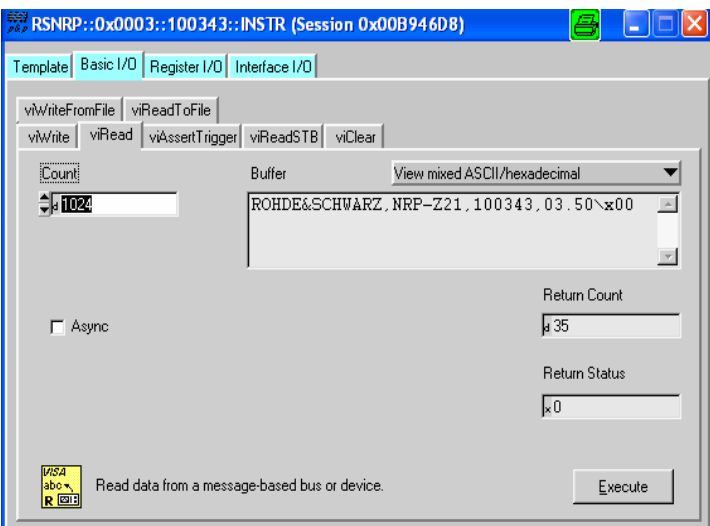 RSNRP::0x0003::100343::INSTR (Session 0x00B946D8)
Template Basic I/O Register I/O Interface I/O
viWriteFromFile viReadToFile
viWrite viRead viAssertTrigger viReadSTB viClear
Count Buffer View mixed ASCII/hexadecimal
d 1024
ROHDE&SCHWARZ,NRP-Z21,100343,03.50\x00
Return Count
Async
d 35
Return Status
x 0
VISA
abc
R
Read data from a message-based bus or device.
Execute